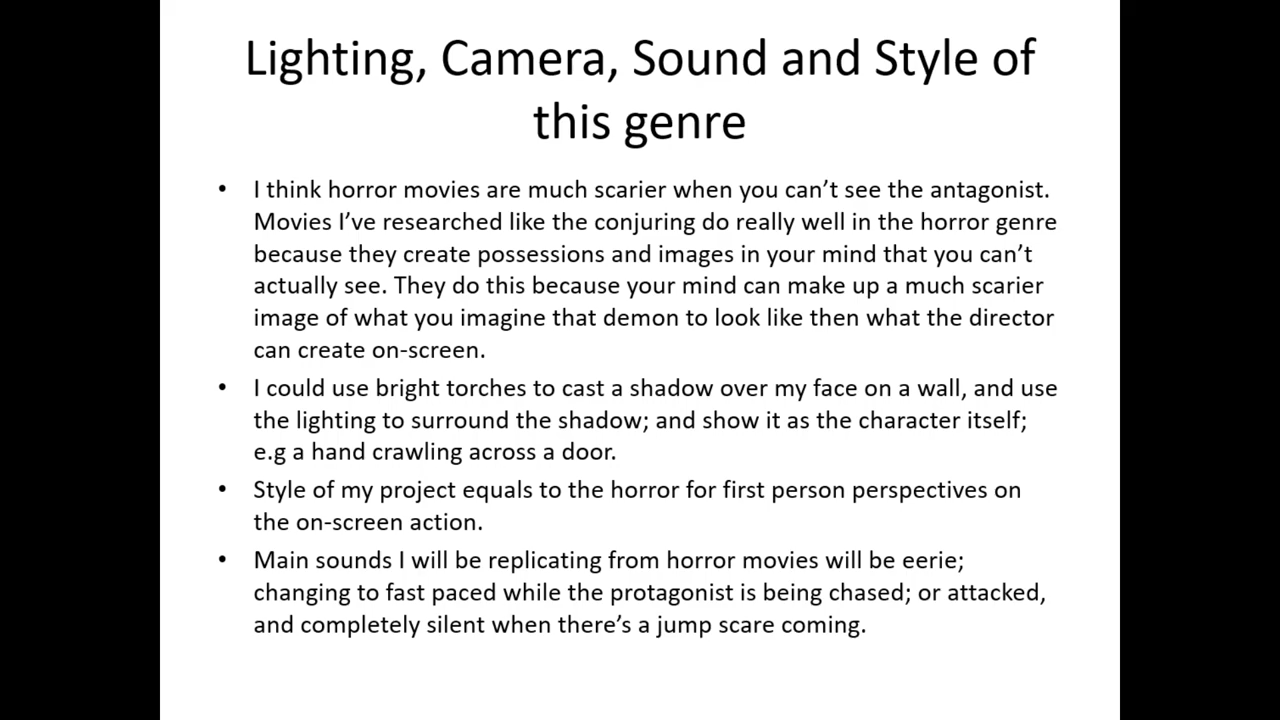 Lighting, Camera, Sound and Style of
this genre
• I think horror movies are much scarier when you can’t see the antagonist.
Movies I’ve researched like the conjuring do really well in the horror genre
because they create possessions and images in your mind that you can’t
actually see. They do this because your mind can make up a much scarier
image of what you imagine that demon to look like then what the director
can create on-screen.
• I could use bright torches to cast a shadow over my face on a wall, and use
the lighting to surround the shadow; and show it as the character itself;
e.g a hand crawling across a door.
• Style of my project equals to the horror for first person perspectives on
the on-screen action.
• Main sounds I will be replicating from horror movies will be eerie;
changing to fast paced while the protagonist is being chased; or attacked,
and completely silent when there’s a jump scare coming.